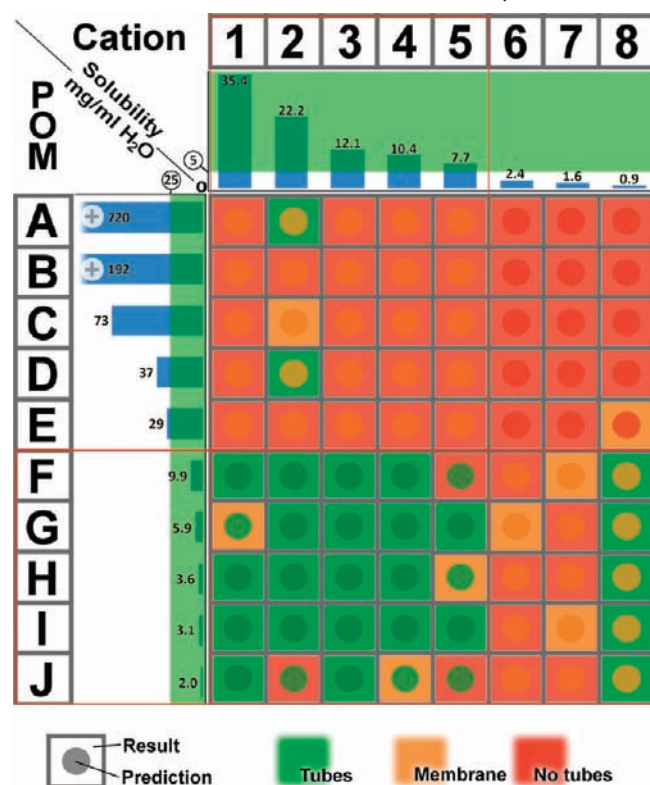 Cation 1 2 3 4 5 6 7 8
POM
Solubility
mg/ml H₂O
25 5 0
35.4 22.2 12.1 10.4 7.7 2.4 1.6 0.9
A + 720
B + 192
C 73
D 37
E 29
F 9.9
G 5.9
H 3.6
I 3.1
J 2.0
Result
Prediction
Tubes Membrane No tubes